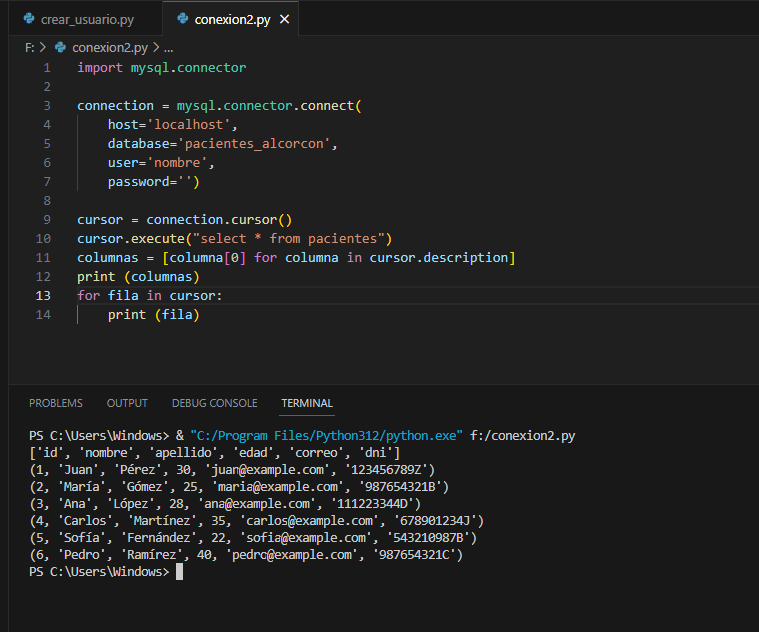 crear_usuario.py conexion2.py ×
F: > conexion2.py > ...
1 import mysql.connector
2
3 connection = mysql.connector.connect(
4 host='localhost',
5 database='pacientes_alcorcon',
6 user='nombre',
7 password='')
8
9 cursor = connection.cursor()
10 cursor.execute("select * from pacientes")
11 columnas = [columna[0] for columna in cursor.description]
12 print (columnas)
13 for fila in cursor:
14 print (fila)
PROBLEMS OUTPUT DEBUG CONSOLE TERMINAL
PS C:\Users\Windows> & "C:/Program Files/Python312/python.exe" f:/conexion2.py
['id', 'nombre', 'apellido', 'edad', 'correo', 'dni']
(1, 'Juan', 'Pérez', 30, 'juan@example.com', '123456789Z')
(2, 'María', 'Gómez', 25, 'maria@example.com', '987654321B')
(3, 'Ana', 'López', 28, 'ana@example.com', '111223344D')
(4, 'Carlos', 'Martínez', 35, 'carlos@example.com', '678901234J')
(5, 'Sofía', 'Fernández', 22, 'sofia@example.com', '543210987B')
(6, 'Pedro', 'Ramírez', 40, 'pedro@example.com', '987654321C')
PS C:\Users\Windows>